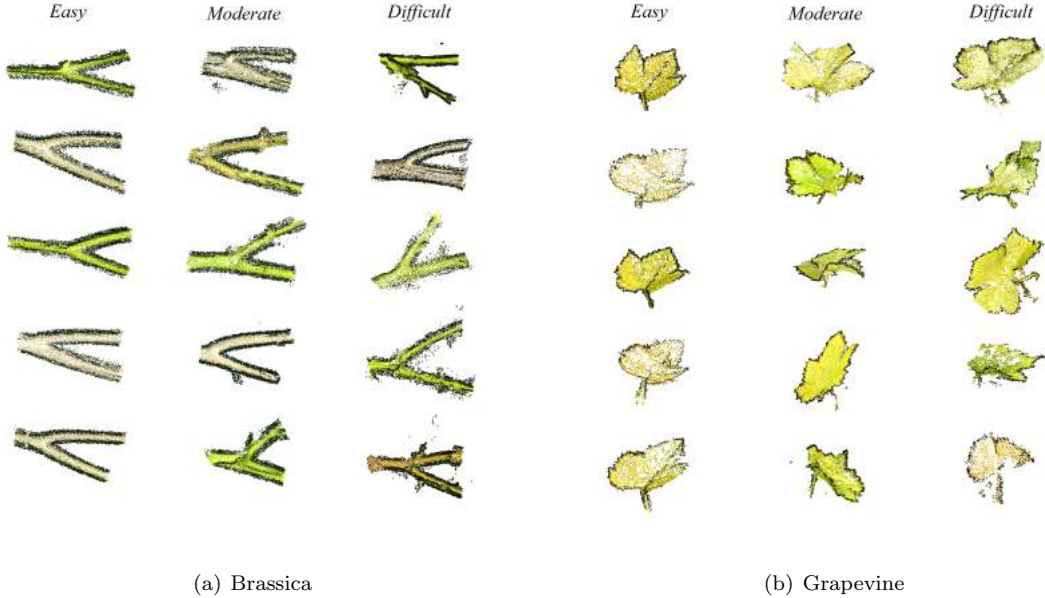 Easy Moderate Difficult Easy Moderate Difficult
(a) Brassica (b) Grapevine